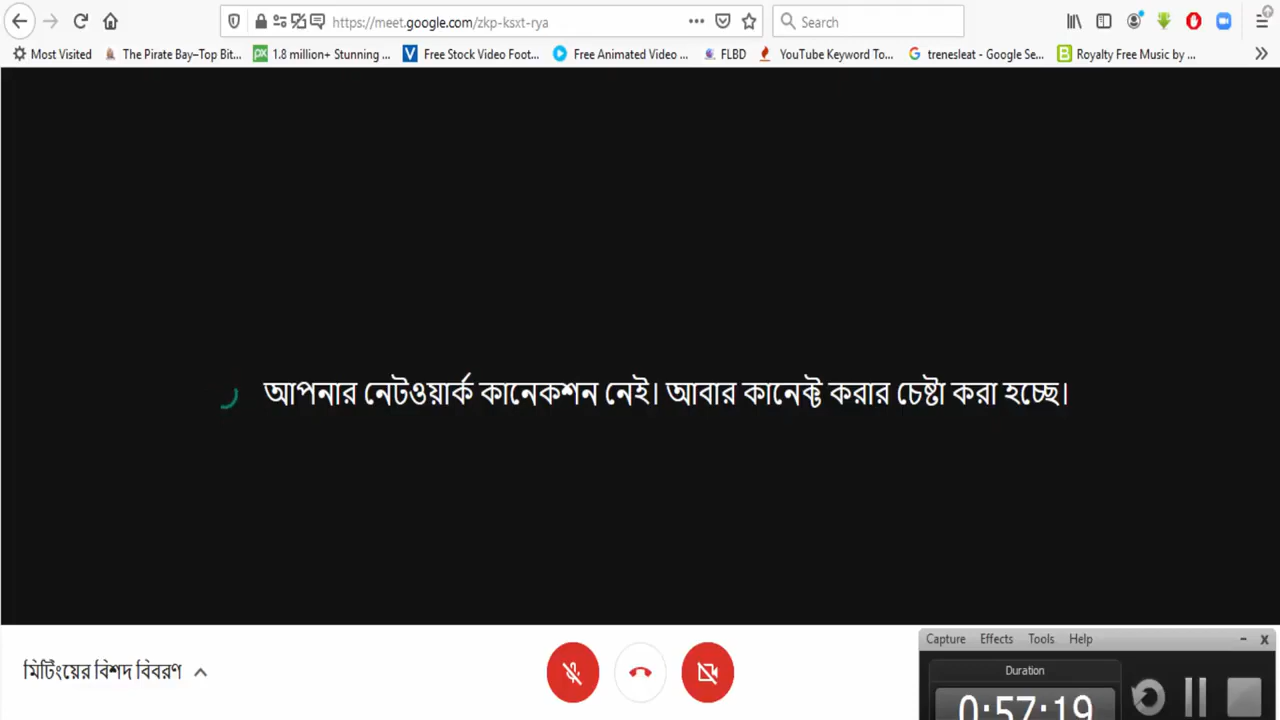 https://meet.google.com/zkp-ksxt-rya
Search
Most Visited
The Pirate Bay–Top Bit...
px
1.8 million+ Stunning ...
V
Free Stock Video Foot...
Free Animated Video ...
FLBD
YouTube Keyword To...
G
trenesleat - Google Se...
B
Royalty Free Music by ...
আপনার নেটওয়ার্ক কানেকশন নেই। আবার কানেক্ট করার চেষ্টা করা হচ্ছে।
মিটিংয়ের বিশদ বিবরণ
Capture Effects Tools Help
Duration
0:57:19